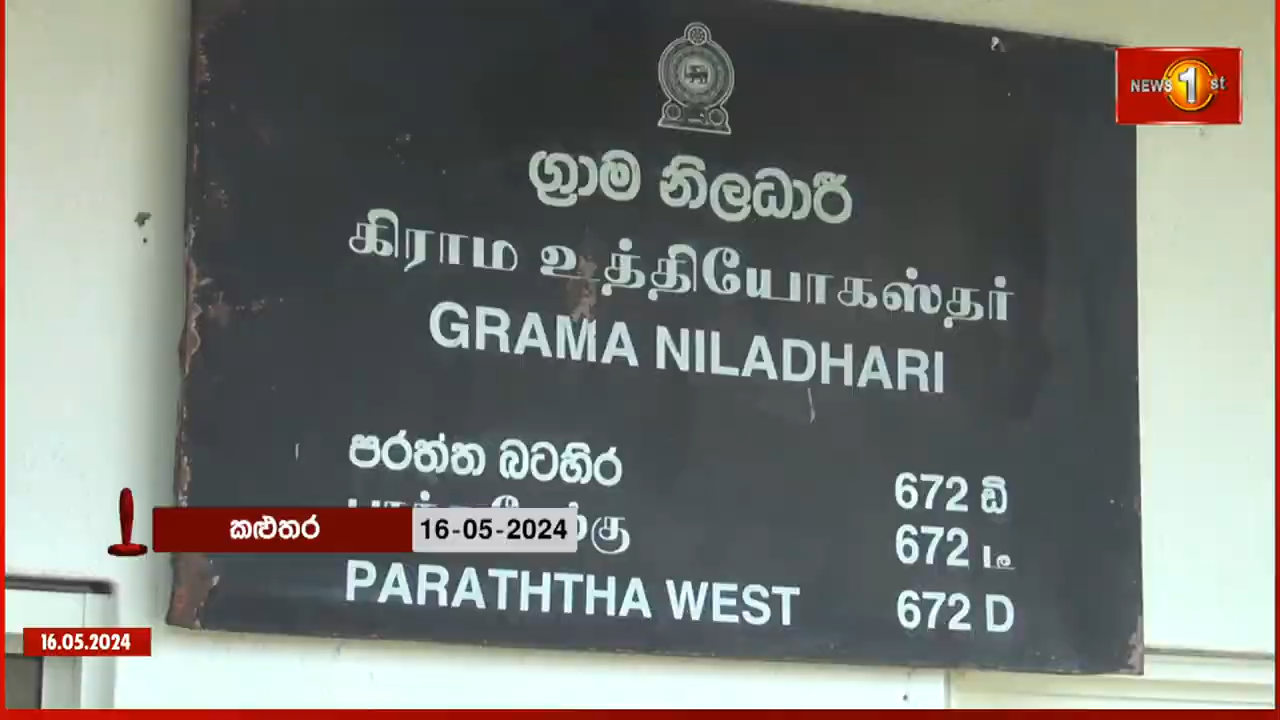 NEWS 1st
ග්‍රාම නිලධාරී
கிராம உத்தியோகஸ்தர்
GRAMA NILADHARI
පරත්ත බටහිර 672 ඩී
672 டீ
PARATHTHA WEST 672 D
කළුතර 16-05-2024
16.05.2024